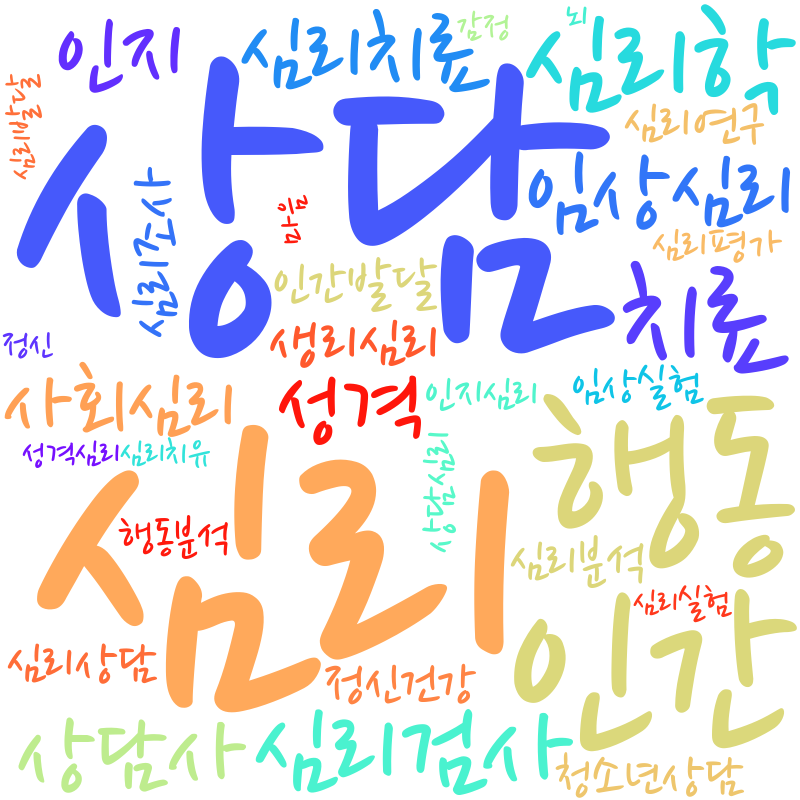 인지
심리치료
감정
뇌
심리학
심리발달
상담
심리연구
심리조사
마음
임상심리
심리평가
인간발달
치료
정신
생리심리
사회심리
성격
인지심리
임상실험
성격심리
심리치유
상담심리
행동
심리
행동분석
심리분석
심리실험
인간
심리상담
정신건강
상담사
심리검사
청소년상담